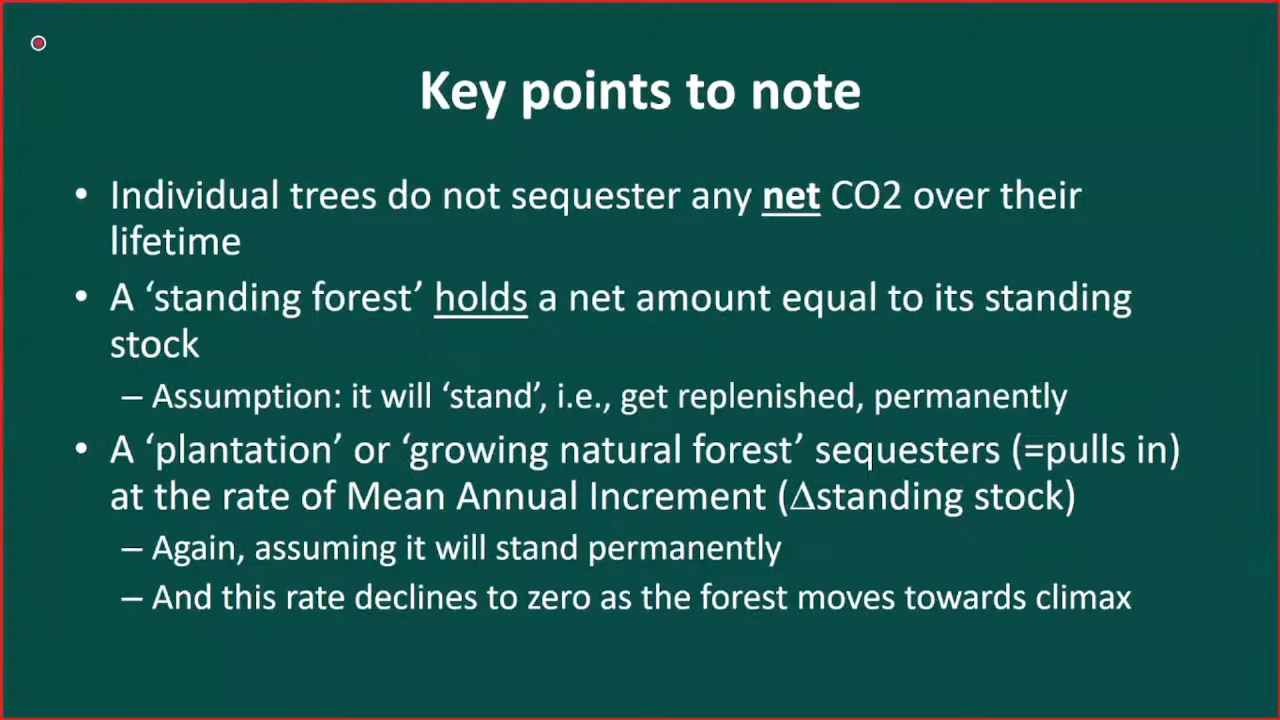 Key points to note
• Individual trees do not sequester any net CO2 over their
lifetime
• A ‘standing forest’ holds a net amount equal to its standing
stock
– Assumption: it will ‘stand’, i.e., get replenished, permanently
• A ‘plantation’ or ‘growing natural forest’ sequesters (=pulls in)
at the rate of Mean Annual Increment (Δstanding stock)
– Again, assuming it will stand permanently
– And this rate declines to zero as the forest moves towards climax